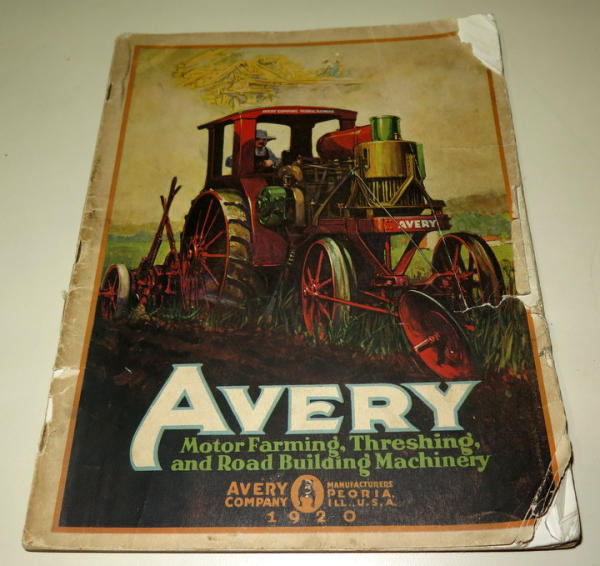 AVERY
AVERY
Motor Farming, Threshing,
and Road Building Machinery
AVERY COMPANY
MANUFACTURERS
PEORIA,
ILL., U.S.A.
1920